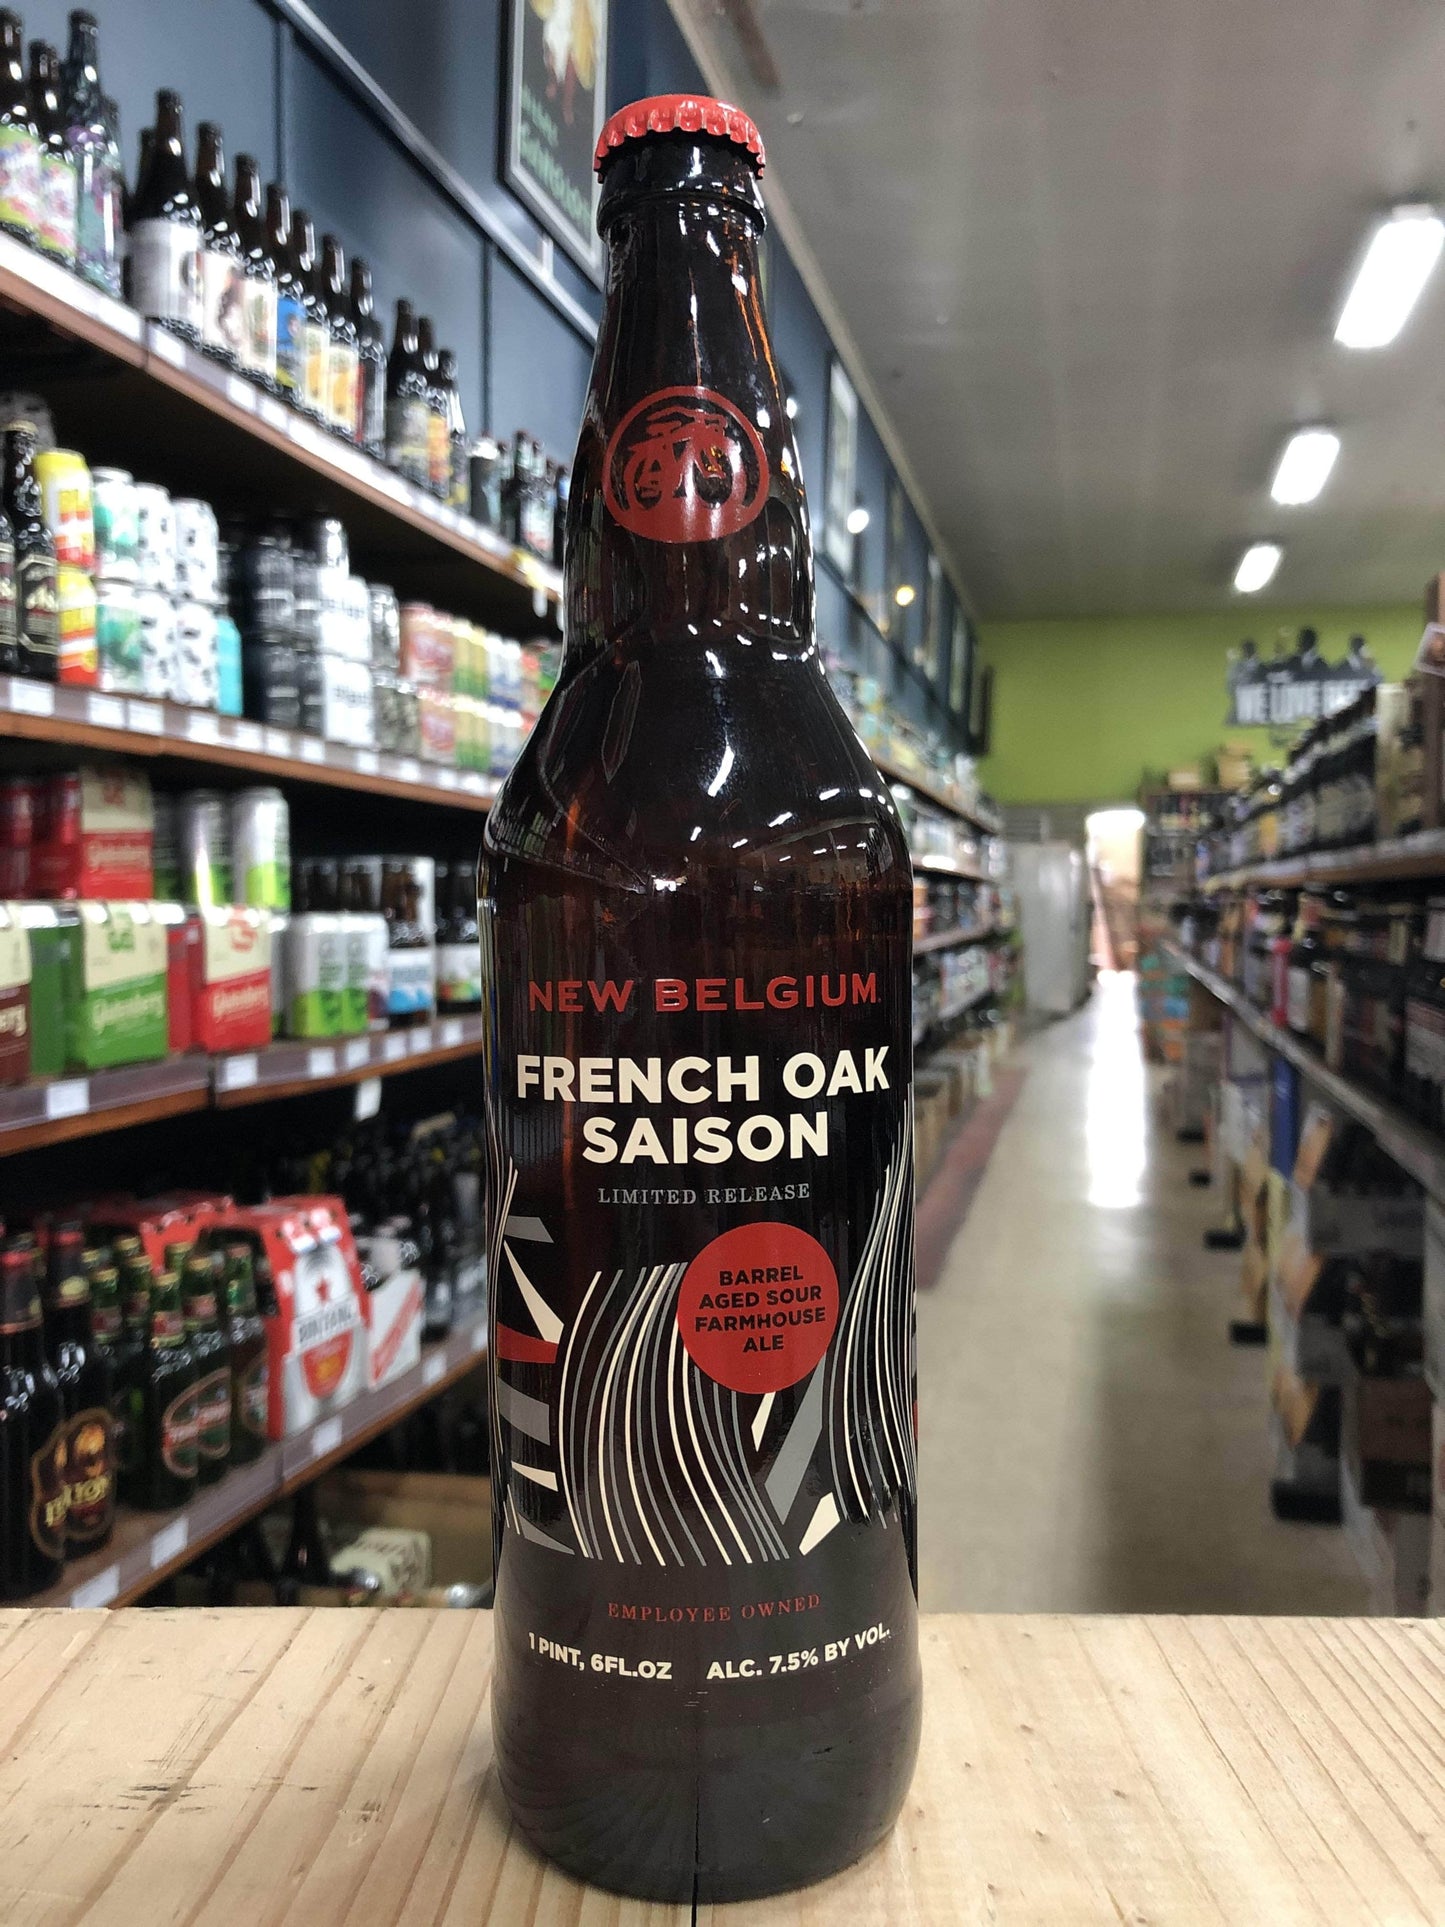 NEW BELGIUM
FRENCH OAK
SAISON
LIMITED RELEASE
BARREL
AGED SOUR
FARMHOUSE
ALE
EMPLOYEE OWNED
1 PINT, 6FL.OZ ALC. 7.5% BY VOL.
WE LOVE BEER
BINTANG